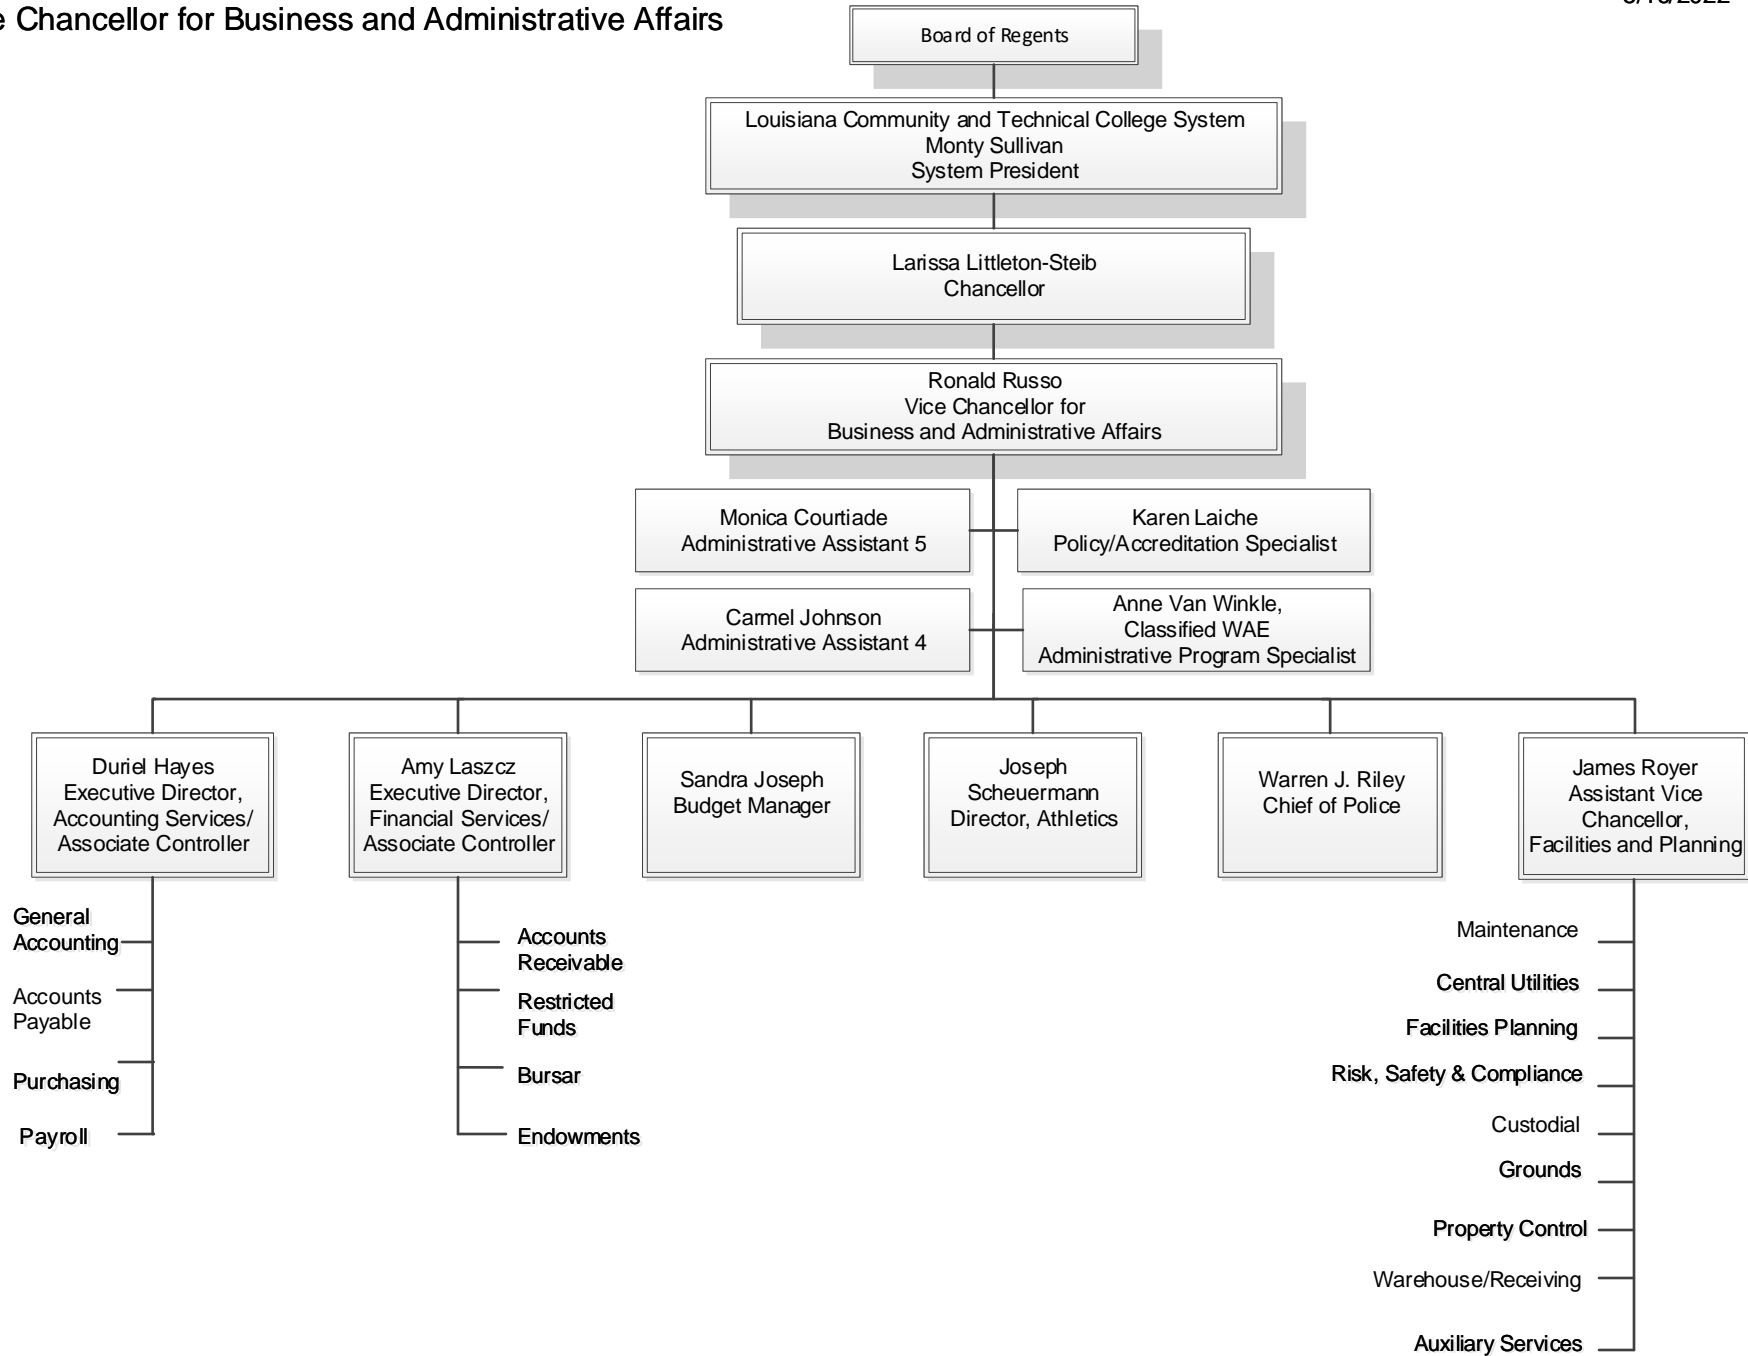 Chancellor for Business and Administrative Affairs
Board of Regents
Louisiana Community and Technical College System
Monty Sullivan
System President
Larissa Littleton-Steib
Chancellor
Ronald Russo
Vice Chancellor for
Business and Administrative Affairs
Monica Courtiade
Administrative Assistant 5
Karen Laiche
Policy/Accreditation Specialist
Carmel Johnson
Administrative Assistant 4
Anne Van Winkle,
Classified WAE
Administrative Program Specialist
Duriel Hayes
Executive Director,
Accounting Services/
Associate Controller
Amy Laszcz
Executive Director,
Financial Services/
Associate Controller
Sandra Joseph
Budget Manager
Joseph
Scheuermann
Director, Athletics
Warren J. Riley
Chief of Police
James Royer
Assistant Vice
Chancellor,
Facilities and Planning
General
Accounting
Accounts
Payable
Purchasing
Payroll
Accounts
Receivable
Restricted
Funds
Bursar
Endowments
Maintenance
Central Utilities
Facilities Planning
Risk, Safety & Compliance
Custodial
Grounds
Property Control
Warehouse/Receiving
Auxiliary Services